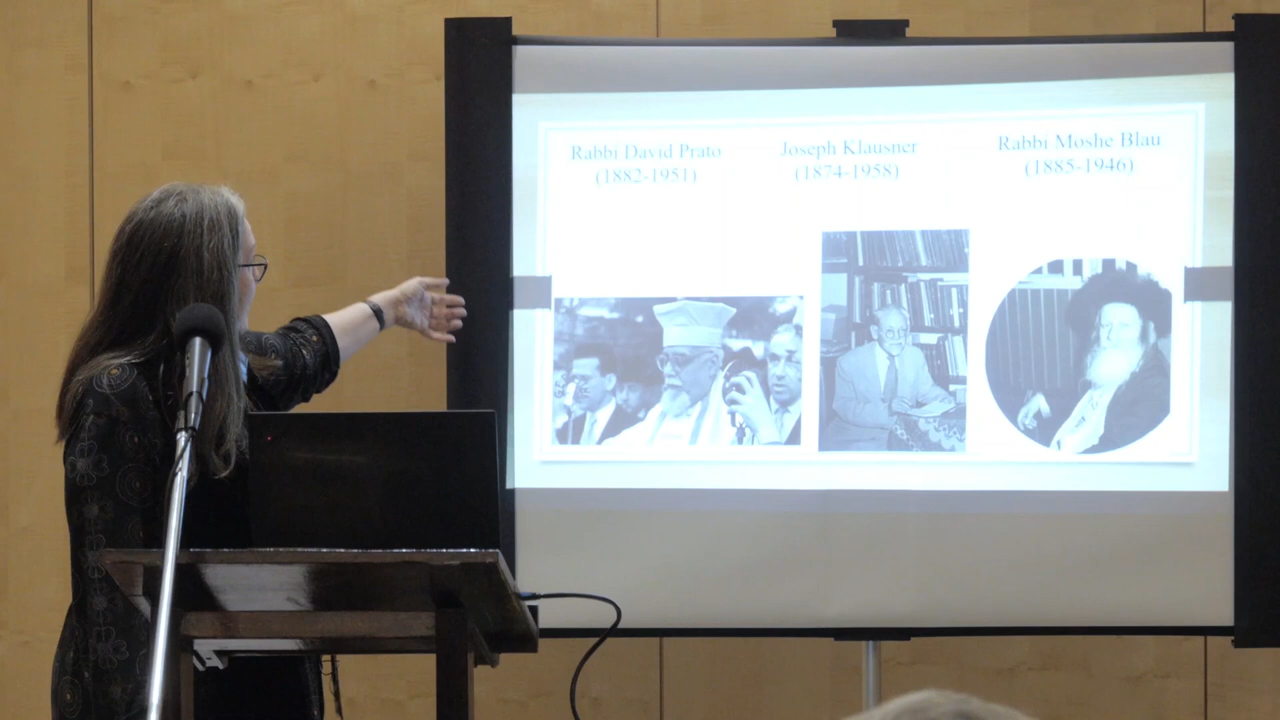 Rabbi David Prato
(1882-1951)
Joseph Klausner
(1874-1958)
Rabbi Moshe Blau
(1885-1946)